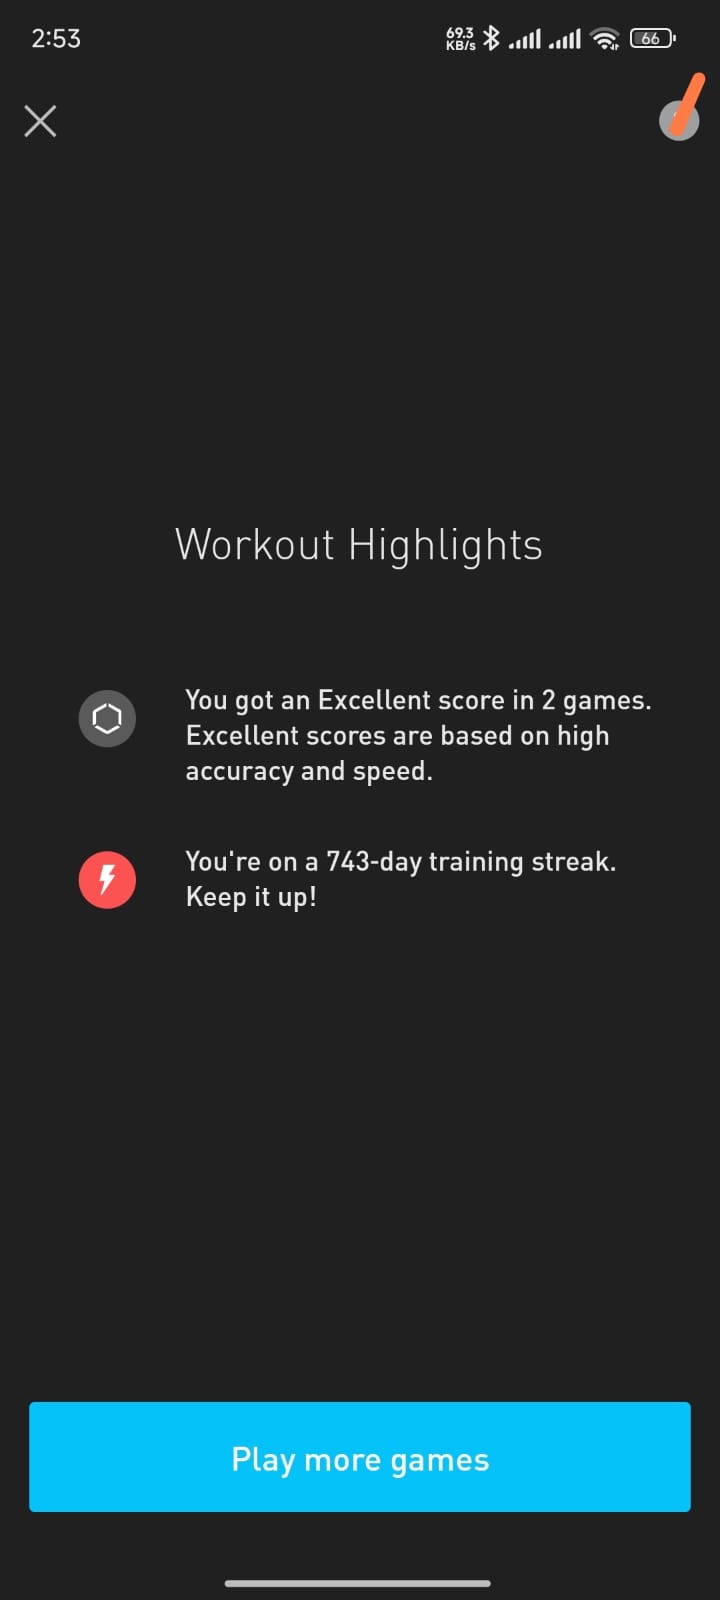 2:53
69.3
KB/s
66
Workout Highlights
You got an Excellent score in 2 games.
Excellent scores are based on high
accuracy and speed.
You're on a 743-day training streak.
Keep it up!
Play more games